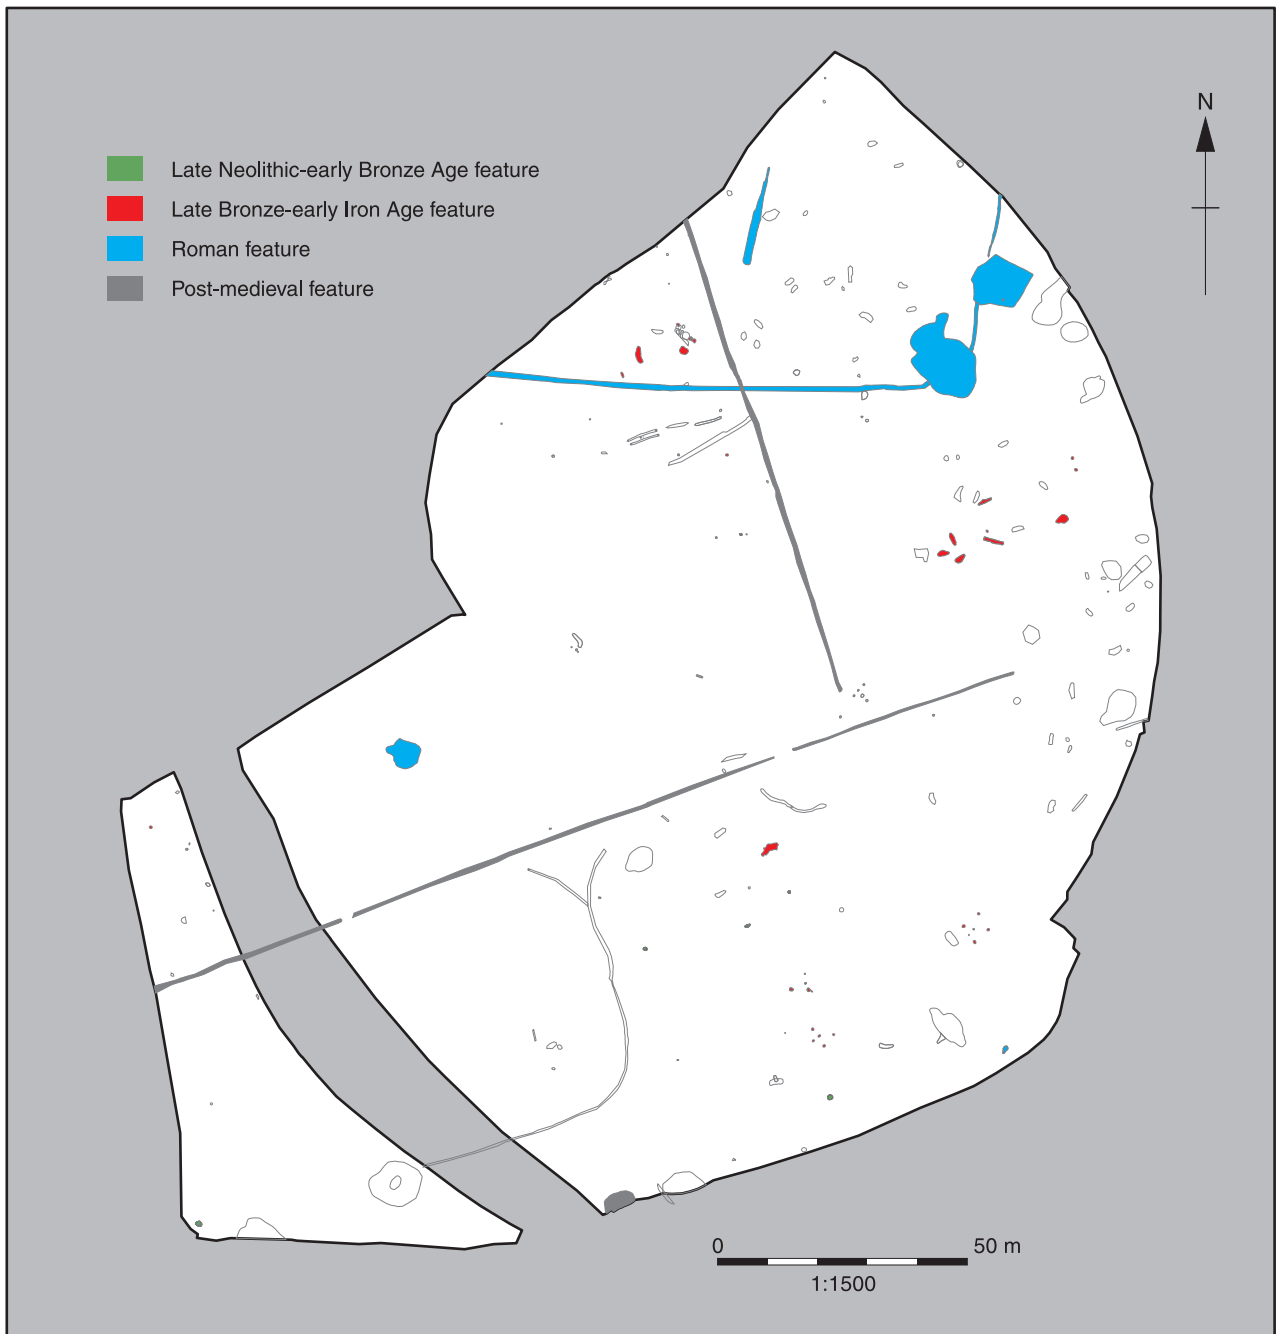 N
Late Neolithic-early Bronze Age feature
Late Bronze-early Iron Age feature
Roman feature
Post-medieval feature
0 50 m
1:1500